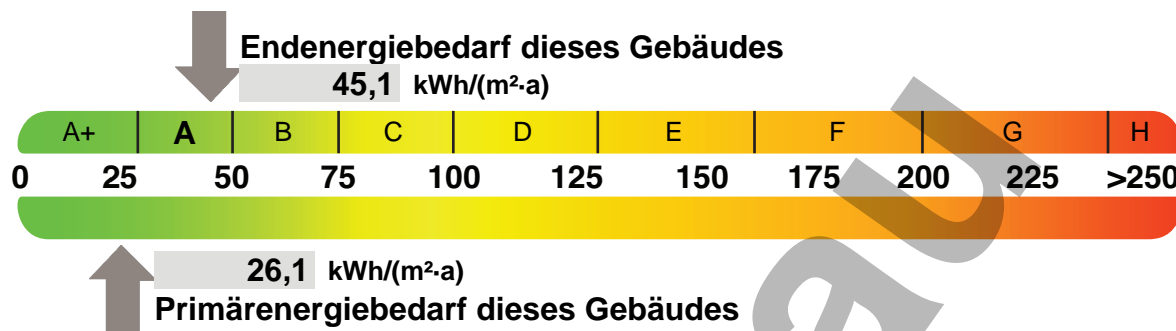 Endenergiebedarf dieses Gebäudes
45,1 kWh/(m²·a)
A+ A B C D E F G H
0 25 50 75 100 125 150 175 200 225 >250
26,1 kWh/(m²·a)
Primärenergiebedarf dieses Gebäudes
au